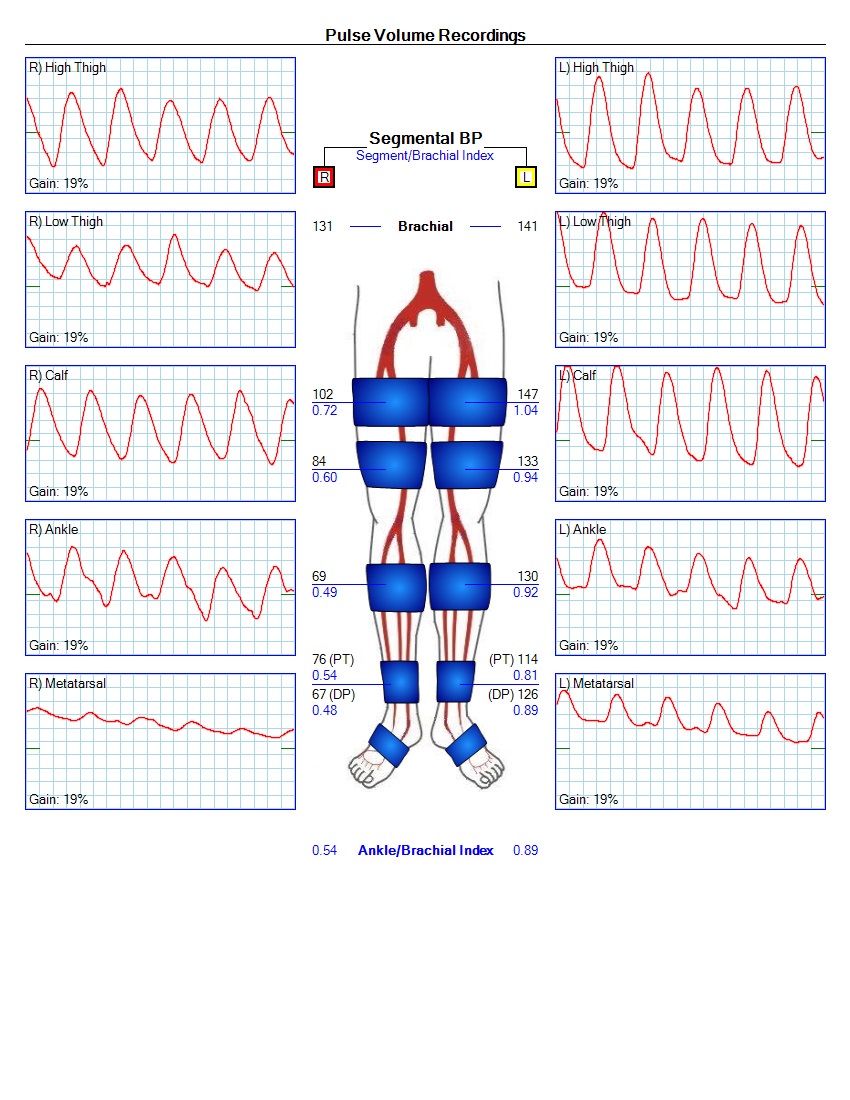 Pulse Volume Recordings
R) High Thigh
Gain: 19%
R) Low Thigh
Gain: 19%
R) Calf
Gain: 19%
R) Ankle
Gain: 19%
R) Metatarsal
Gain: 19%
Segmental BP
Segment/Brachial Index
R L
131 Brachial 141
102 147
0.72 1.04
84 133
0.60 0.94
69 130
0.49 0.92
76 (PT) (PT) 114
0.54 0.81
67 (DP) (DP) 126
0.48 0.89
0.54 Ankle/Brachial Index 0.89
L) High Thigh
Gain: 19%
L) Low Thigh
Gain: 19%
L) Calf
Gain: 19%
L) Ankle
Gain: 19%
L) Metatarsal
Gain: 19%